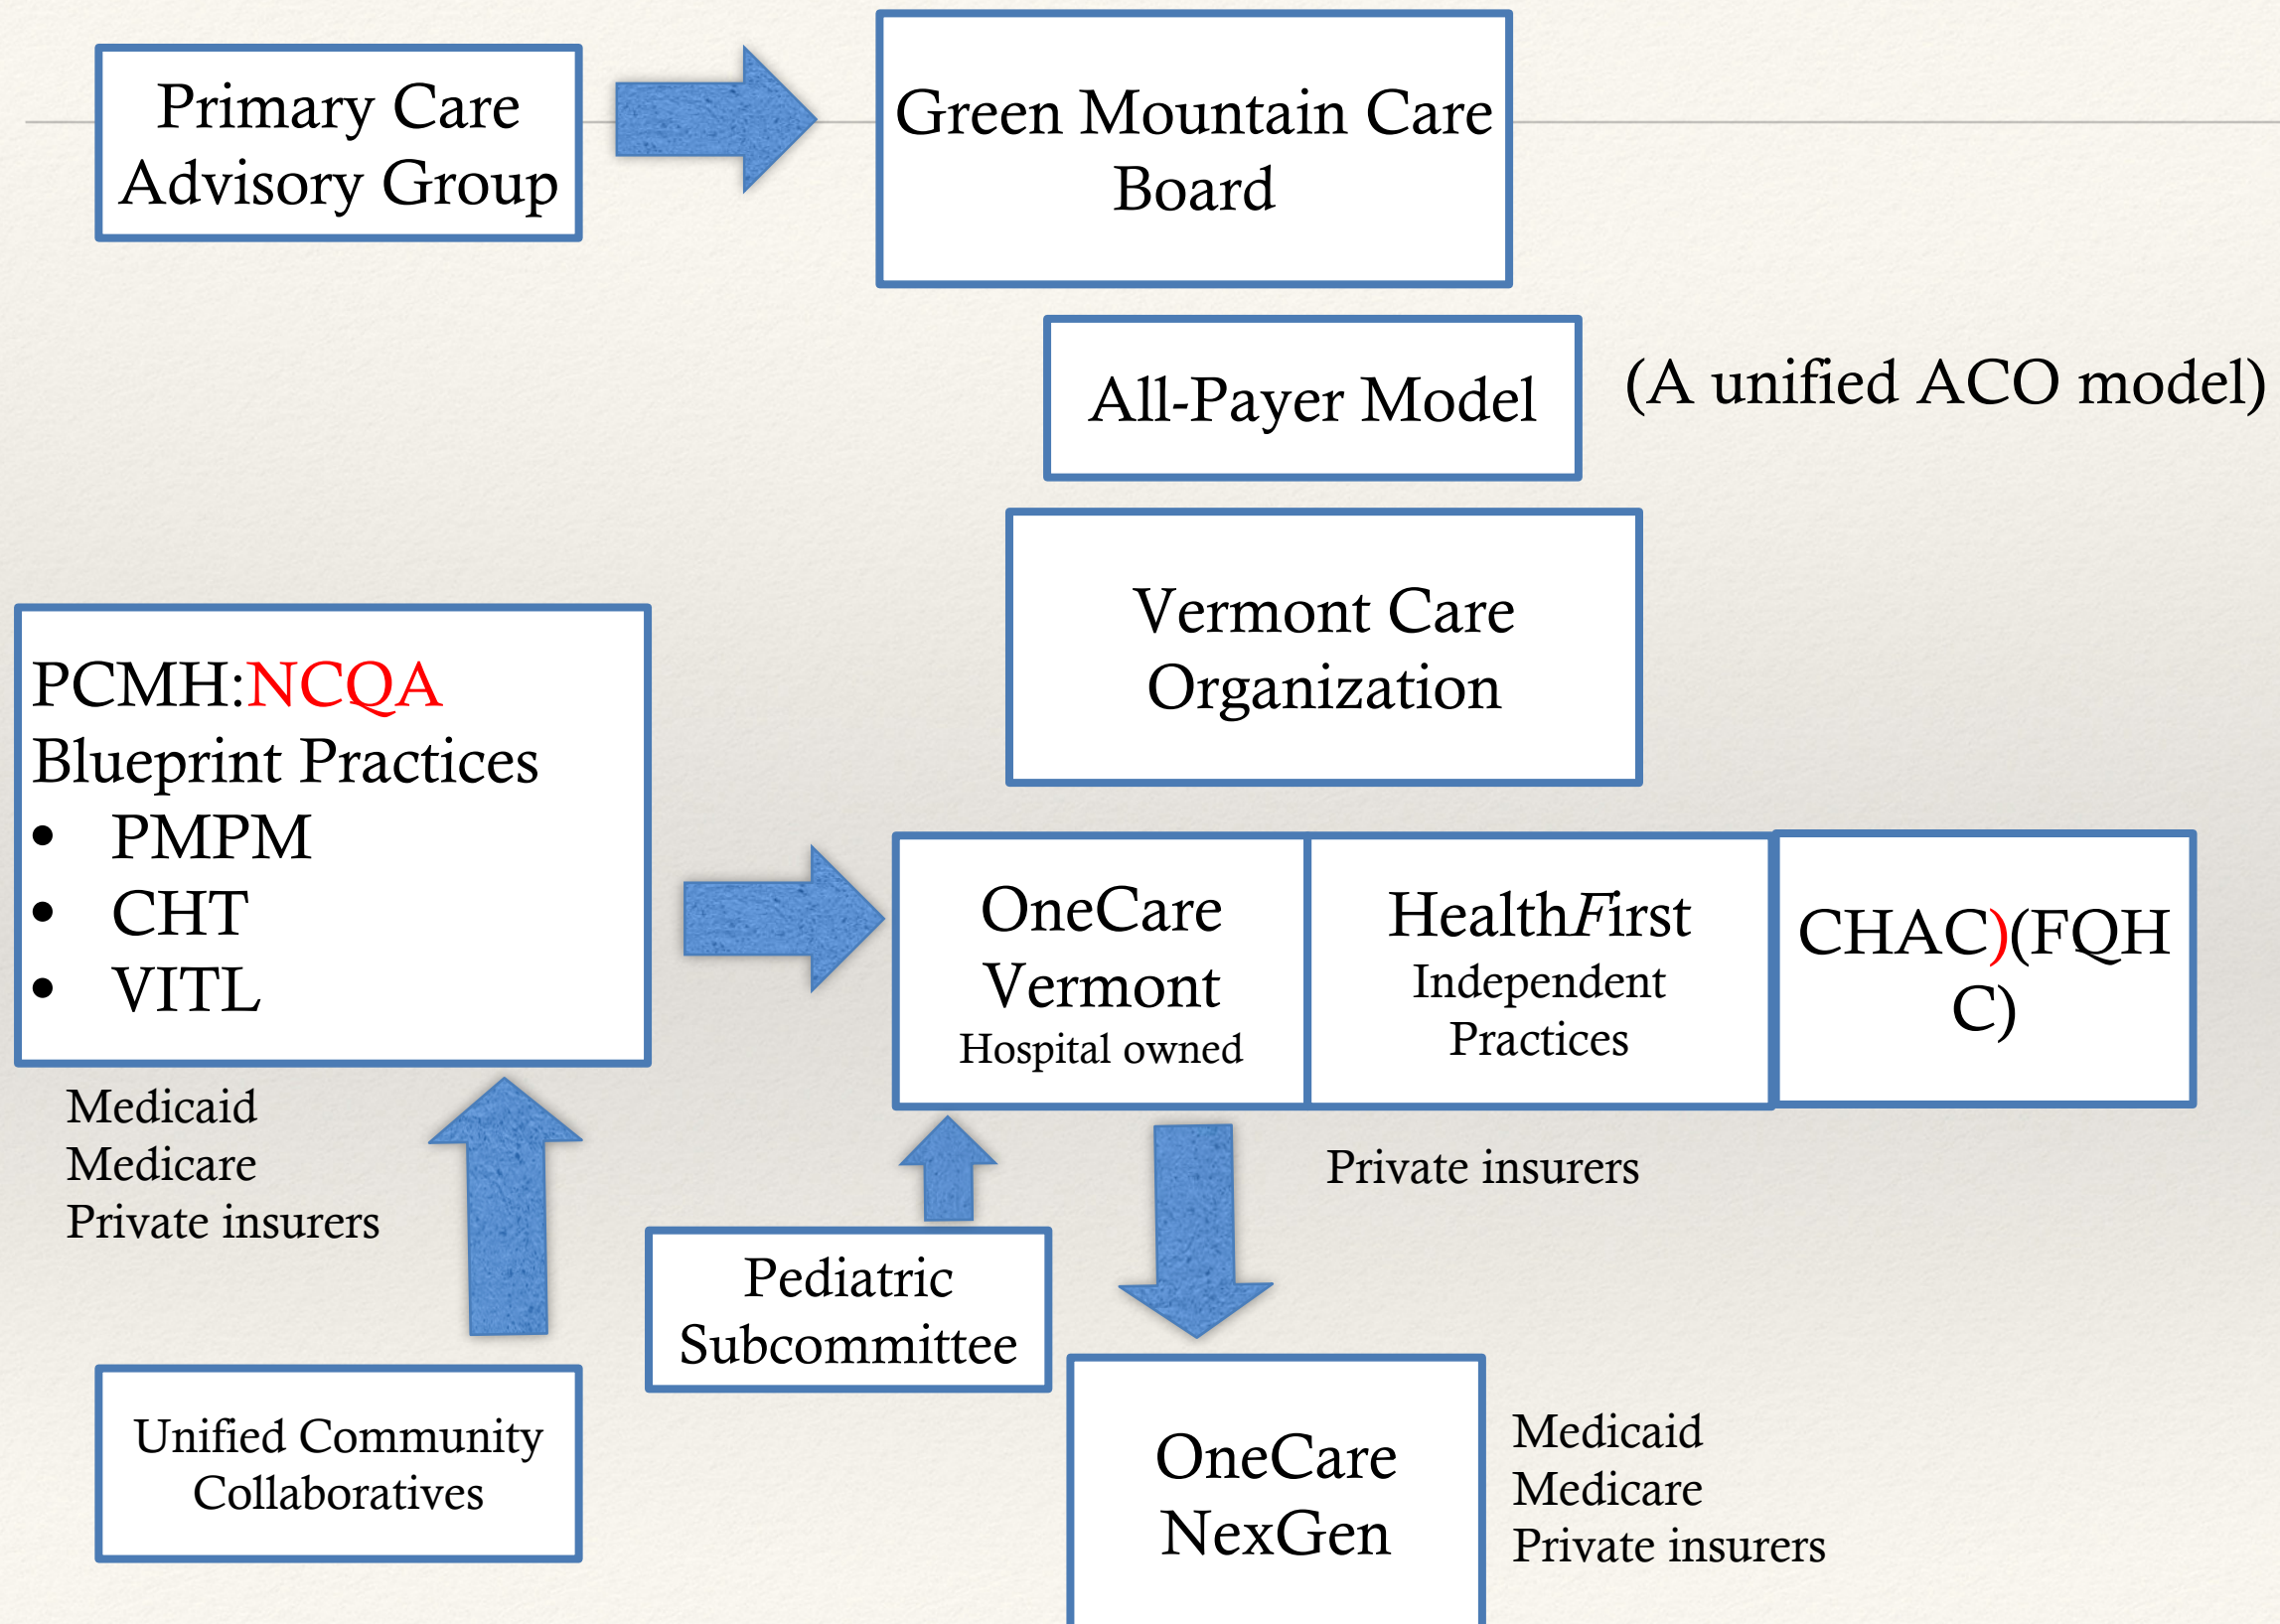 Primary Care
Advisory Group
Green Mountain Care
Board
All-Payer Model
(A unified ACO model)
Vermont Care
Organization
PCMH:NCQA
Blueprint Practices
• PMPM
• CHT
• VITL
OneCare
Vermont
Hospital owned
HealthFirst
Independent
Practices
CHAC)(FQH
C)
Medicaid
Medicare
Private insurers
Private insurers
Pediatric
Subcommittee
Unified Community
Collaboratives
OneCare
NexGen
Medicaid
Medicare
Private insurers